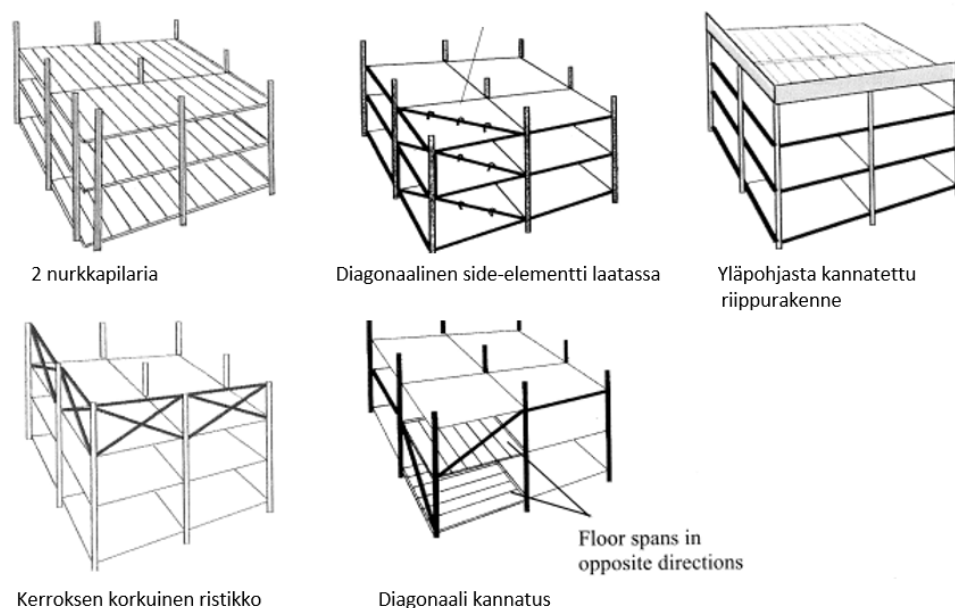 2 nurkkapilaria
Diagonaalinen side-elementti laatassa
Yläpohjasta kannatettu
riippurakenne
Floor spans in
opposite directions
Kerroksen korkuinen ristikko
Diagonaali kannatus